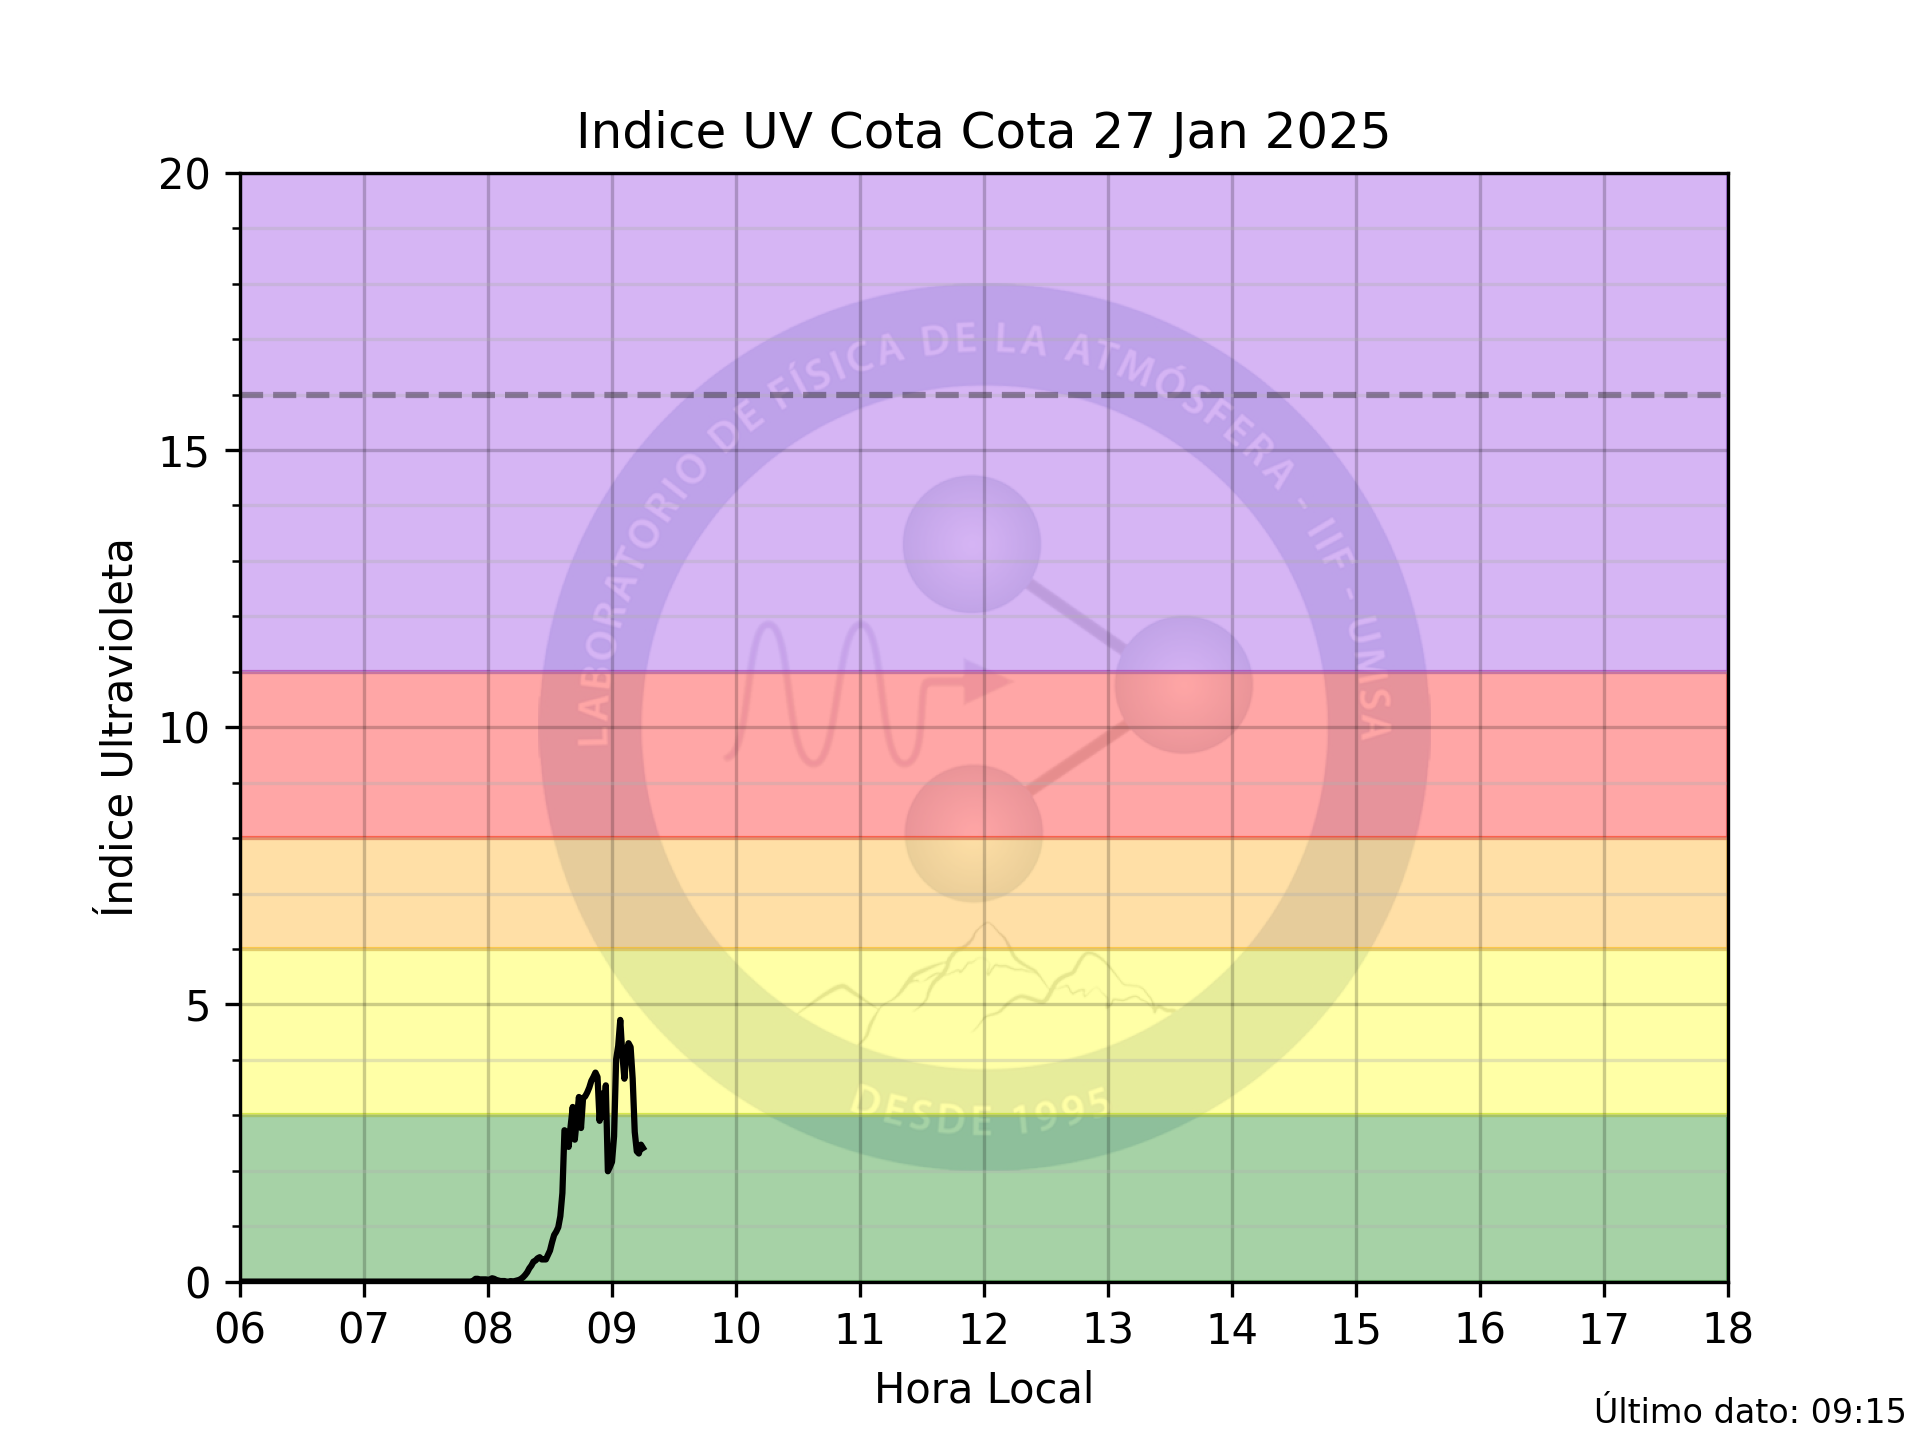 Indice UV Cota Cota 27 Jan 2025
20
15
10
5
0
Índice Ultravioleta
LABORATORIO DE FÍSICA DE LA ATMÓSFERA - IIF - UMSA
DESDE 1995
06 07 08 09 10 11 12 13 14 15 16 17 18
Hora Local
Último dato: 09:15